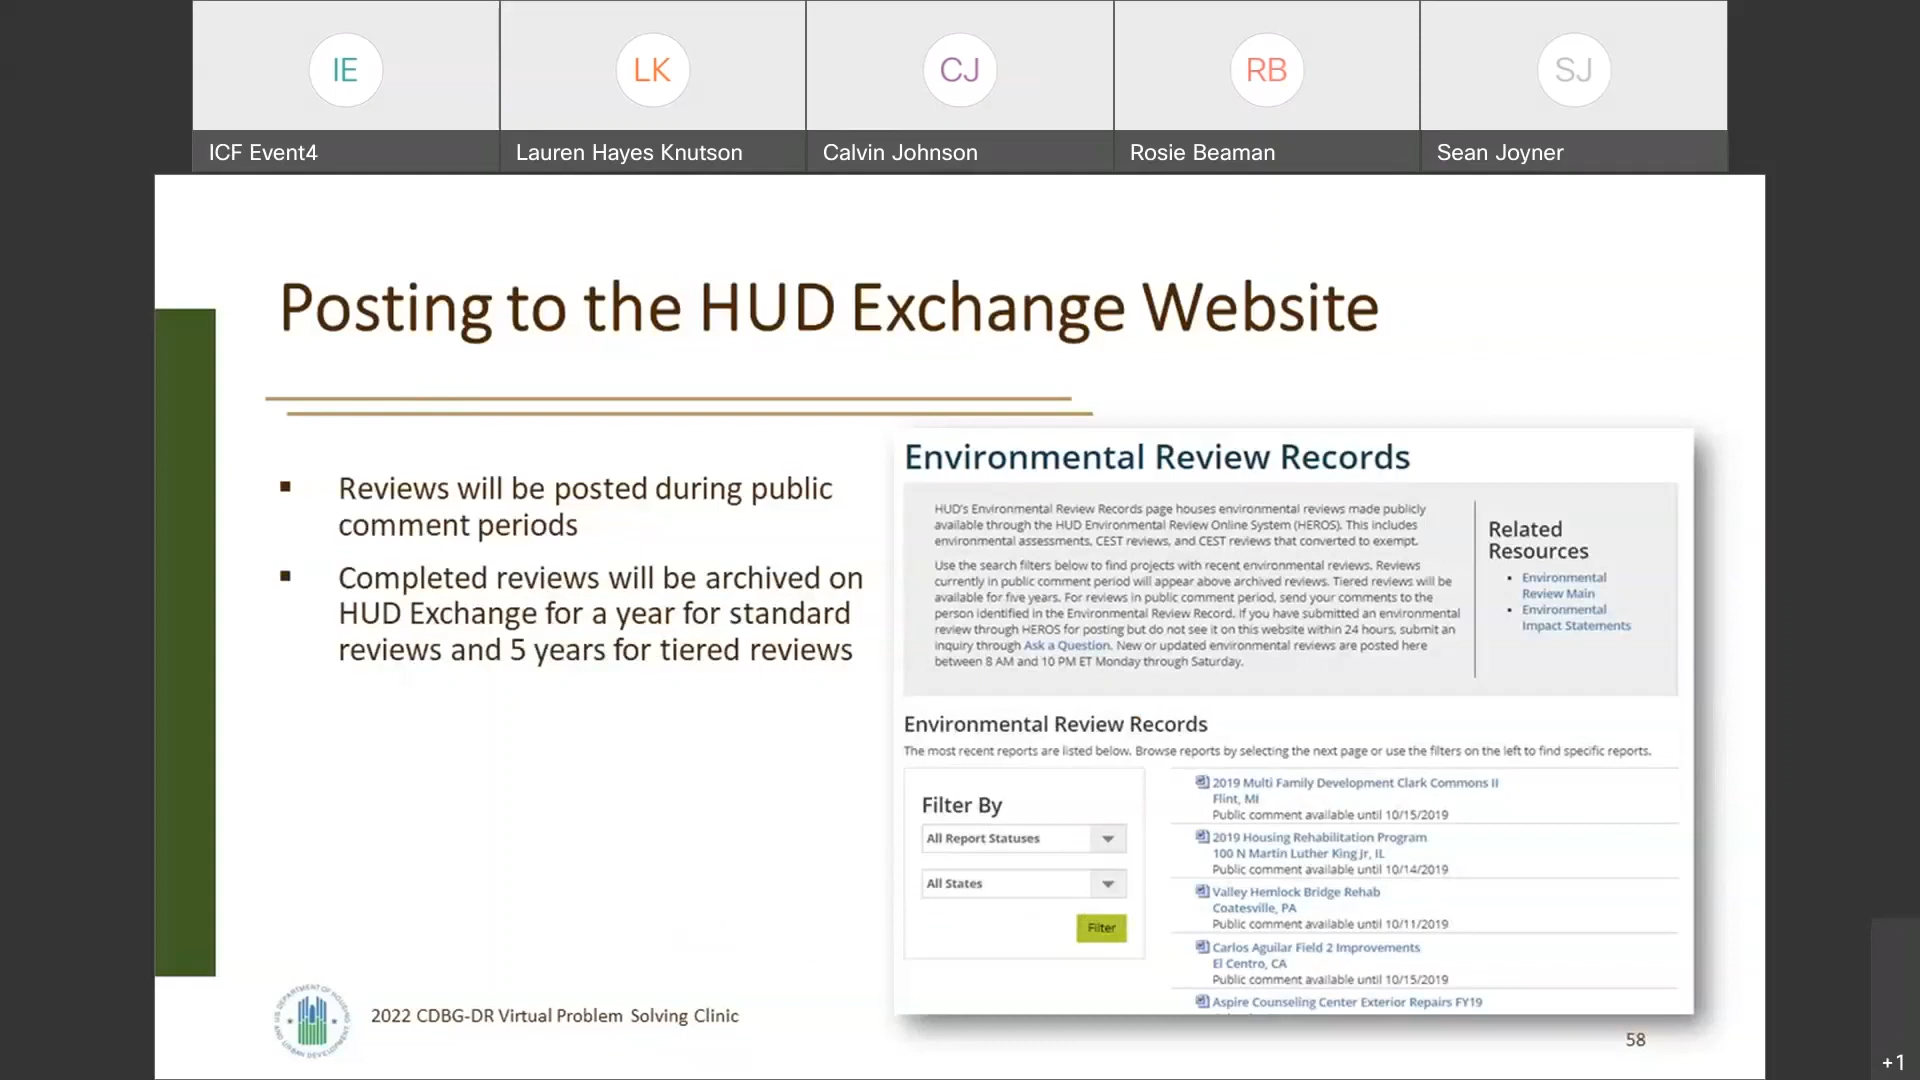 IE
LK
CJ
RB
SJ
ICF Event4
Lauren Hayes Knutson
Calvin Johnson
Rosie Beaman
Sean Joyner
Posting to the HUD Exchange Website
Reviews will be posted during public
comment periods
Completed reviews will be archived on
HUD Exchange for a year for standard
reviews and 5 years for tiered reviews
Environmental Review Records
HUD's Environmental Review Records page houses environmental reviews made publicly
available through the HUD Environmental Review Online System (HEROS). This includes
environmental assessments, CEST reviews, and CEST reviews that converted to exempt.
Use the search filters below to find projects with recent environmental reviews. Reviews
currently in public comment period will appear above archived reviews. Tiered reviews will be
available for five years. For reviews in public comment period, send your comments to the
person identified in the Environmental Review Record. If you have submitted an environmental
review through HEROS for posting but do not see it on this website within 24 hours, submit an
inquiry through Ask a Question. New or updated environmental reviews are posted here
between 8 AM and 10 PM ET Monday through Saturday.
Related
Resources
Environmental
Review Main
Environmental
Impact Statements
Environmental Review Records
The most recent reports are listed below. Browse reports by selecting the next page or use the filters on the left to find specific reports.
Filter By
All Report Statuses
All States
Filter
2019 Multi Family Development Clark Commons II
Flint, MI
Public comment available until 10/15/2019
2019 Housing Rehabilitation Program
100 N Martin Luther King Jr, IL
Public comment available until 10/14/2019
Valley Hemlock Bridge Rehab
Coatesville, PA
Public comment available until 10/11/2019
Carlos Aguilar Field 2 Improvements
El Centro, CA
Public comment available until 10/15/2019
Aspire Counseling Center Exterior Repairs FY19
US DEPARTMENT OF HOUSING AND URBAN DEVELOPMENT
2022 CDBG-DR Virtual Problem Solving Clinic
58
+1